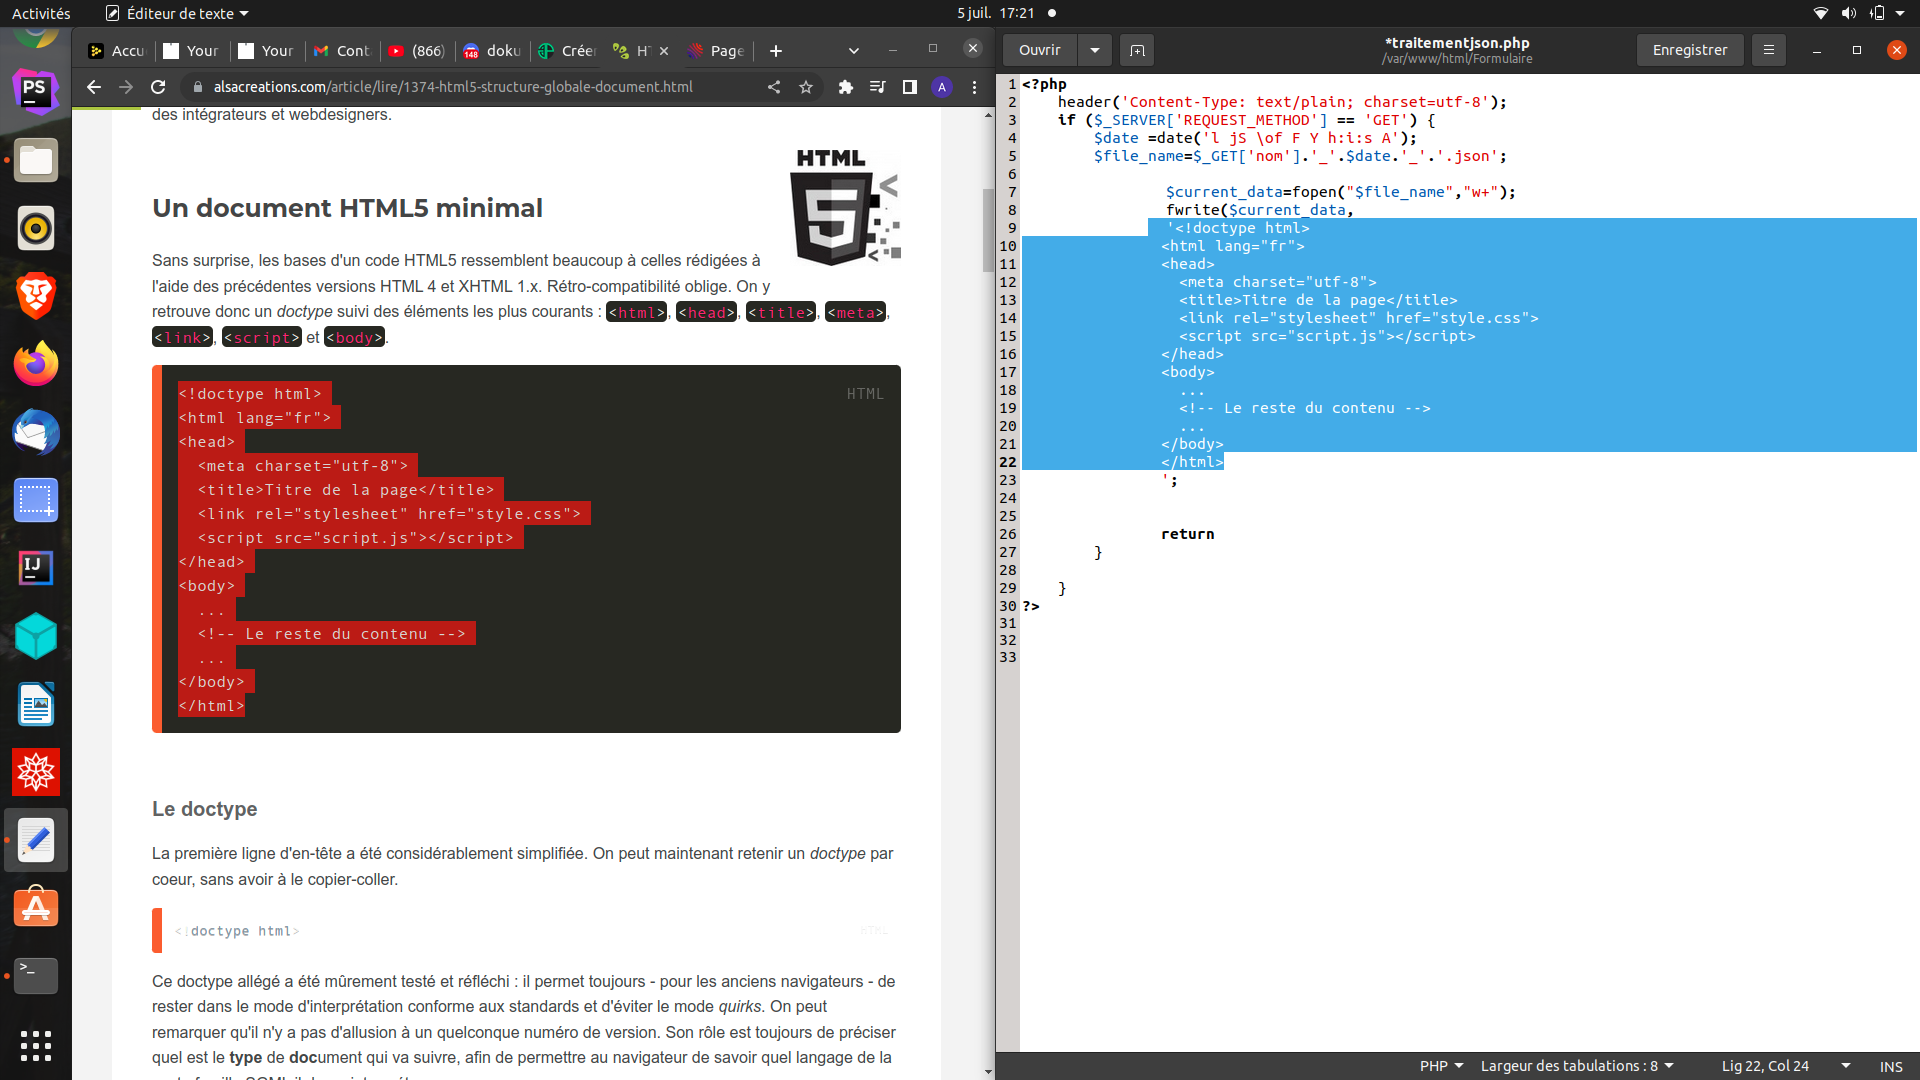 Activités
Éditeur de texte
5 juil. 17:21
Accu
Your
Your
Cont
(866)
doku
Créer
HT
Page
alsacreations.com/article/lire/1374-html5-structure-globale-document.html
A
des intégrateurs et webdesigners.
HTML
5
Un document HTML5 minimal
Sans surprise, les bases d'un code HTML5 ressemblent beaucoup à celles rédigées à
l'aide des précédentes versions HTML 4 et XHTML 1.x. Rétro-compatibilité oblige. On y
retrouve donc un doctype suivi des éléments les plus courants : <html>, <head>, <title>, <meta>,
<link>, <script> et <body>.
HTML
<!doctype html>
<html lang="fr">
<head>
  <meta charset="utf-8">
  <title>Titre de la page</title>
  <link rel="stylesheet" href="style.css">
  <script src="script.js"></script>
</head>
<body>
  ...
  <!-- Le reste du contenu -->
  ...
</body>
</html>
Le doctype
La première ligne d'en-tête a été considérablement simplifiée. On peut maintenant retenir un doctype par
coeur, sans avoir à le copier-coller.
<!doctype html>
HTML
Ce doctype allégé a été mûrement testé et réfléchi : il permet toujours - pour les anciens navigateurs - de
rester dans le mode d'interprétation conforme aux standards et d'éviter le mode quirks. On peut
remarquer qu'il n'y a pas d'allusion à un quelconque numéro de version. Son rôle est toujours de préciser
quel est le type de document qui va suivre, afin de permettre au navigateur de savoir quel langage de la
Ouvrir
*traitementjson.php
/var/www/html/Formulaire
Enregistrer
1 <?php
2     header('Content-Type: text/plain; charset=utf-8');
3     if ($_SERVER['REQUEST_METHOD'] == 'GET') {
4         $date =date('l jS \of F Y h:i:s A');
5         $file_name=$_GET['nom'].'_'.$date.'_'.'.json';
6
7                 $current_data=fopen("$file_name","w+");
8                 fwrite($current_data,
9                 '<!doctype html>
10                <html lang="fr">
11                <head>
12                  <meta charset="utf-8">
13                  <title>Titre de la page</title>
14                  <link rel="stylesheet" href="style.css">
15                  <script src="script.js"></script>
16                </head>
17                <body>
18                  ...
19                  <!-- Le reste du contenu -->
20                  ...
21                </body>
22                </html>
23                ';
24
25
26                return
27         }
28
29     }
30 ?>
31
32
33
PHP
Largeur des tabulations : 8
Lig 22, Col 24
INS
PS
148
IJ
>_